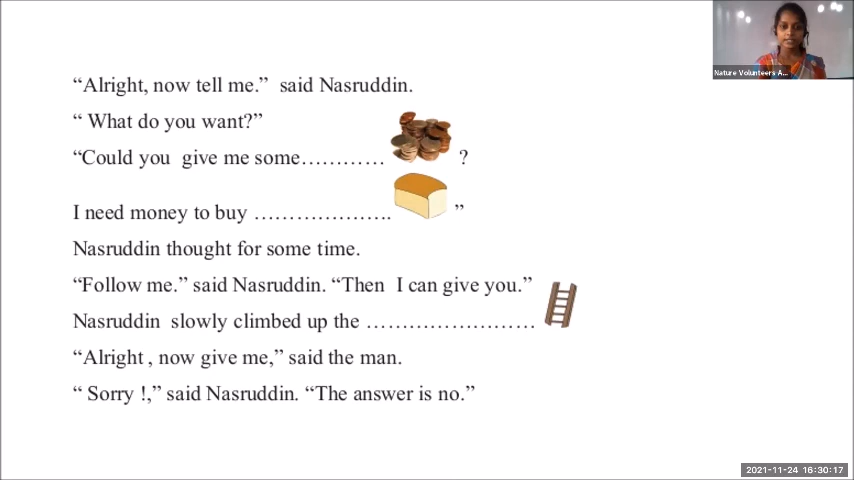 Nature Volunteers A...
“Alright, now tell me.” said Nasruddin.
“ What do you want?”
“Could you give me some………… ?
I need money to buy ……………….. ”
Nasruddin thought for some time.
“Follow me.” said Nasruddin. “Then I can give you.”
Nasruddin slowly climbed up the ……………………
“Alright , now give me,” said the man.
“ Sorry !,” said Nasruddin. “The answer is no.”
2021-11-24 16:30:17